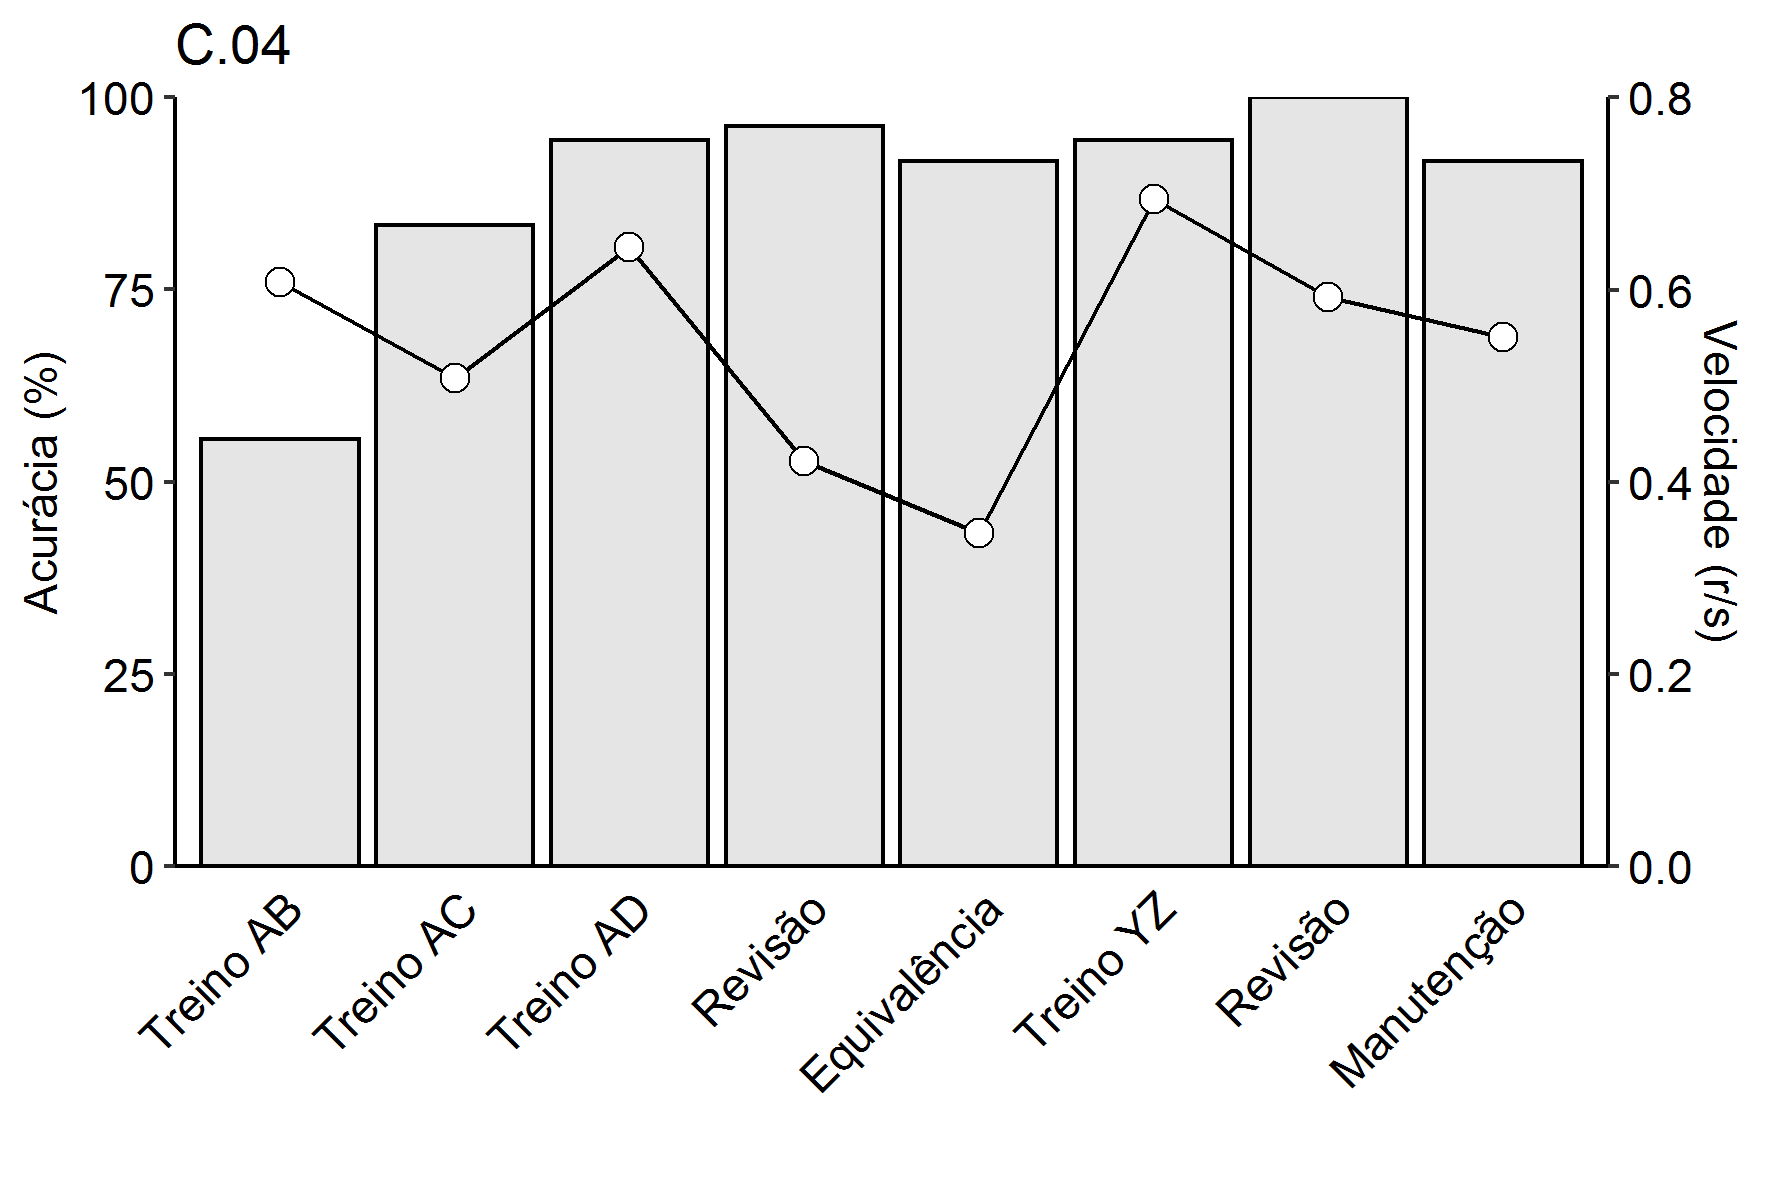 C.04
100
75
50
25
0
Acurácia (%)
0.8
0.6
0.4
0.2
0.0
Velocidade (r/s)
Treino AB
Treino AC
Treino AD
Revisão
Equivalência
Treino YZ
Revisão
Manutenção